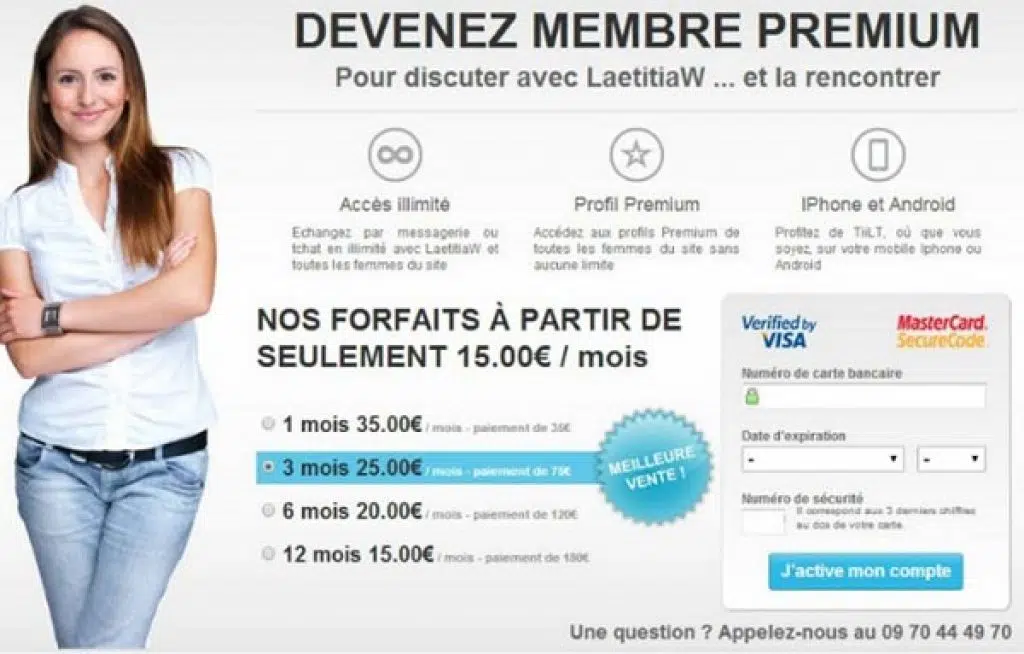 DEVENEZ MEMBRE PREMIUM
Pour discuter avec LaetitiaW ... et la rencontrer
Accès illimité
Echangez par messagerie ou
tchat en illimité avec LaetitiaW et
toutes les femmes du site
Profil Premium
Accédez aux profils Premium de
toutes les femmes du site sans
aucune limite
IPhone et Android
Profitez de TiiLT, où que vous
soyez, sur votre mobile Iphone ou
Android
NOS FORFAITS À PARTIR DE
SEULEMENT 15.00€ / mois
1 mois 35.00€ / mois - paiement de 35€
3 mois 25.00€ / mois - paiement de 75€
6 mois 20.00€ / mois - paiement de 120€
12 mois 15.00€ / mois - paiement de 180€
MEILLEURE
VENTE !
Verified by
VISA
MasterCard.
SecureCode.
Numéro de carte bancaire
Date d'expiration
-
-
Numéro de sécurité
Il correspond aux 3 derniers chiffres
au dos de votre carte.
J'active mon compte
Une question ? Appelez-nous au 09 70 44 49 70